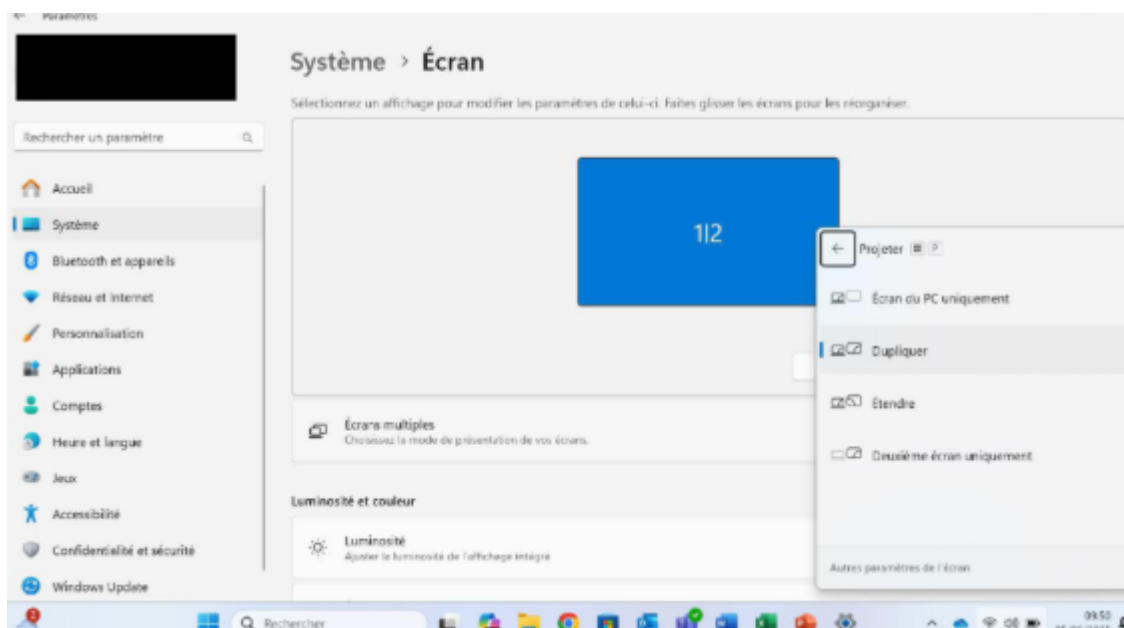 ← Paramètres
Système > Écran
Sélectionnez un affichage pour modifier les paramètres de celui-ci. Faites glisser les écrans pour les réorganiser.
Rechercher un paramètre
Accueil
Système
Bluetooth et appareils
Réseau et Internet
Personnalisation
Applications
Comptes
Heure et langue
Jeux
Accessibilité
Confidentialité et sécurité
Windows Update
1|2
Écrans multiples
Choisissez le mode de présentation de vos écrans.
Luminosité et couleur
Luminosité
Ajuster la luminosité de l'affichage intégré
← Projeter P
Écran du PC uniquement
Dupliquer
Étendre
Deuxième écran uniquement
Autres paramètres de l'écran
Rechercher
09:50